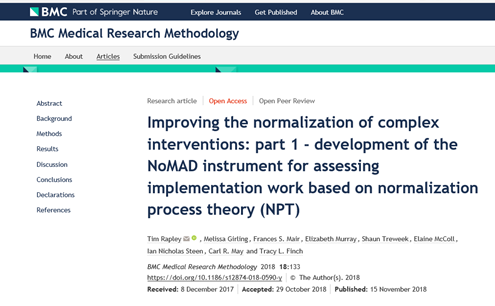 BMC Part of Springer Nature
Explore Journals Get Published About BMC
BMC Medical Research Methodology
Home About Articles Submission Guidelines
Abstract
Background
Methods
Results
Discussion
Conclusions
Declarations
References
Research article Open Access Open Peer Review
Improving the normalization of complex
interventions: part 1 - development of the
NoMAD instrument for assessing
implementation work based on normalization
process theory (NPT)
Tim Rapley, Melissa Girling, Frances S. Mair, Elizabeth Murray, Shaun Treweek, Elaine McColl,
Ian Nicholas Steen, Carl R. May and Tracy L. Finch
BMC Medical Research Methodology 2018 18:133
https://doi.org/10.1186/s12874-018-0590-y © The Author(s). 2018
Received: 8 December 2017 Accepted: 29 October 2018 Published: 15 November 2018